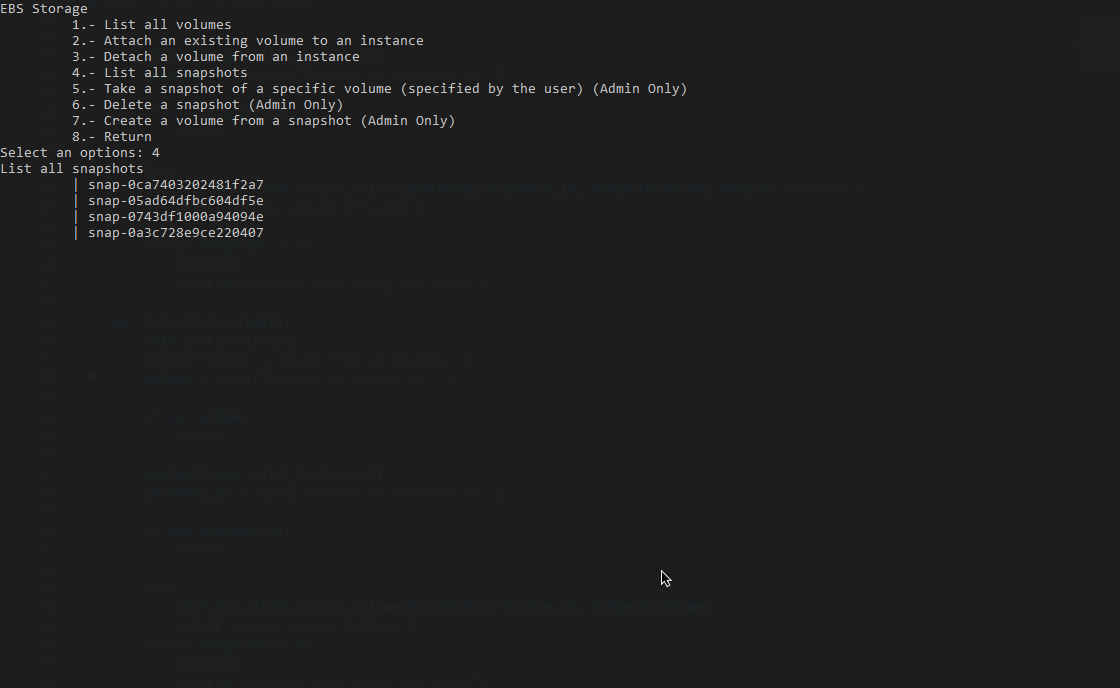 EBS Storage
1.- List all volumes
2.- Attach an existing volume to an instance
3.- Detach a volume from an instance
4.- List all snapshots
5.- Take a snapshot of a specific volume (specified by the user) (Admin Only)
6.- Delete a snapshot (Admin Only)
7.- Create a volume from a snapshot (Admin Only)
8.- Return
Select an options: 4
List all snapshots
| snap-0ca7403202481f2a7
| snap-05ad64dfbc604df5e
| snap-0743df1000a94094e
| snap-0a3c728e9ce220407